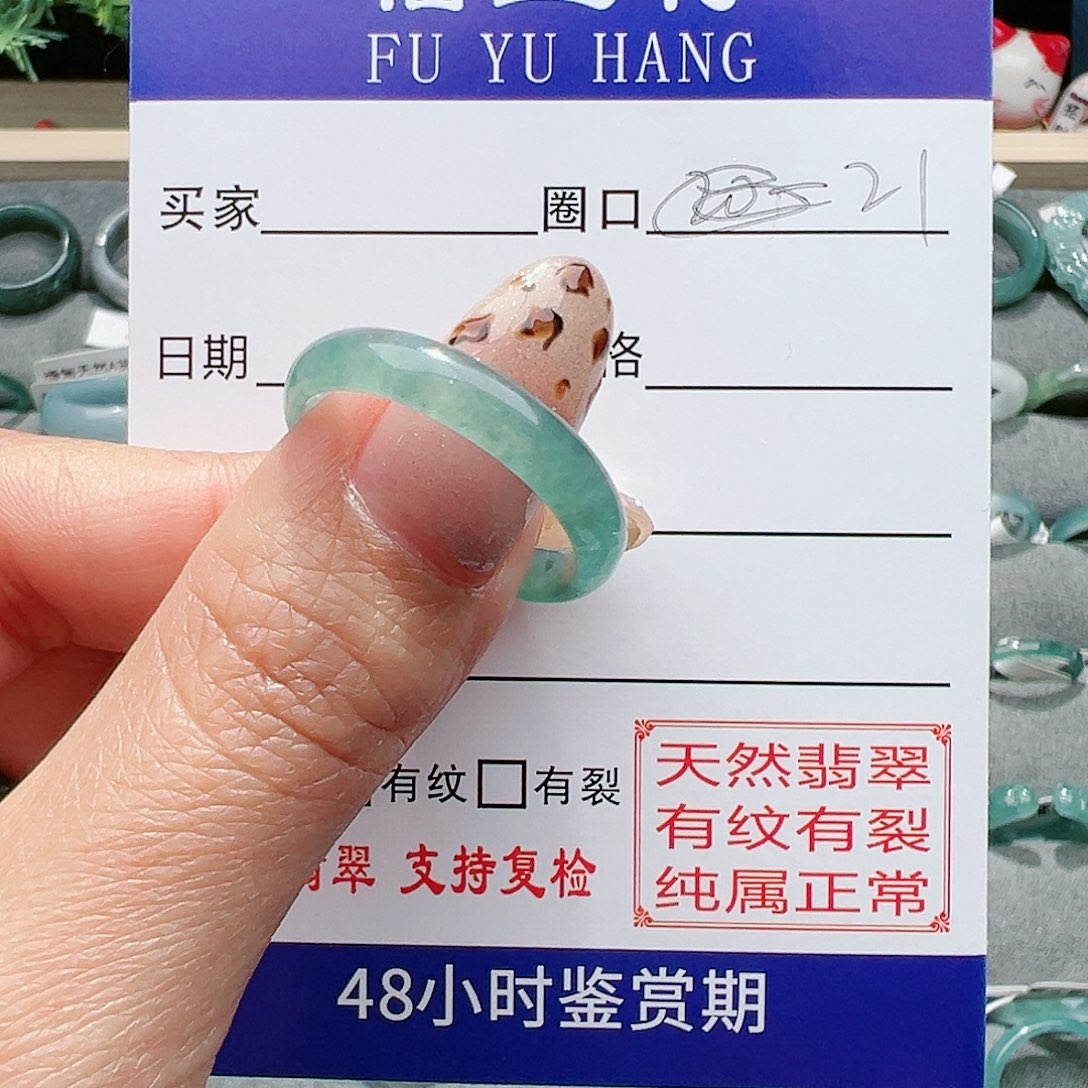 FU YU HANG
买家 圈口 21
日期 格
有纹 有裂
翡翠 支持复检
天然翡翠
有纹有裂
纯属正常
48小时鉴赏期